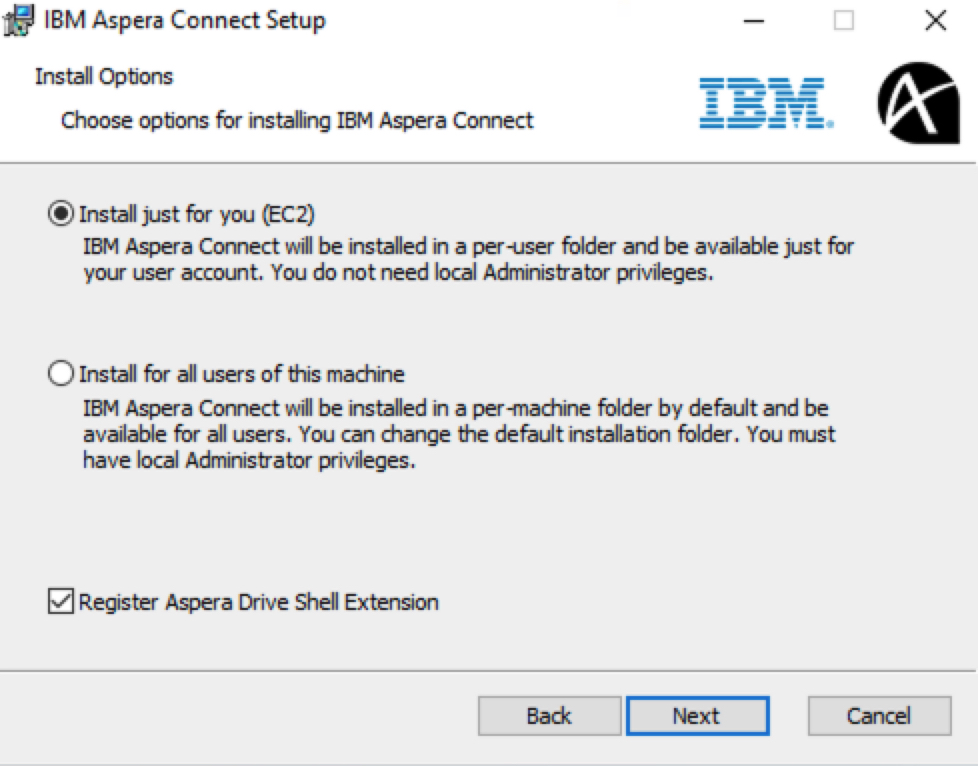 IBM Aspera Connect Setup
Install Options
Choose options for installing IBM Aspera Connect
IBM®
Install just for you (EC2)
IBM Aspera Connect will be installed in a per-user folder and be available just for
your user account. You do not need local Administrator privileges.
Install for all users of this machine
IBM Aspera Connect will be installed in a per-machine folder by default and be
available for all users. You can change the default installation folder. You must
have local Administrator privileges.
Register Aspera Drive Shell Extension
Back
Next
Cancel